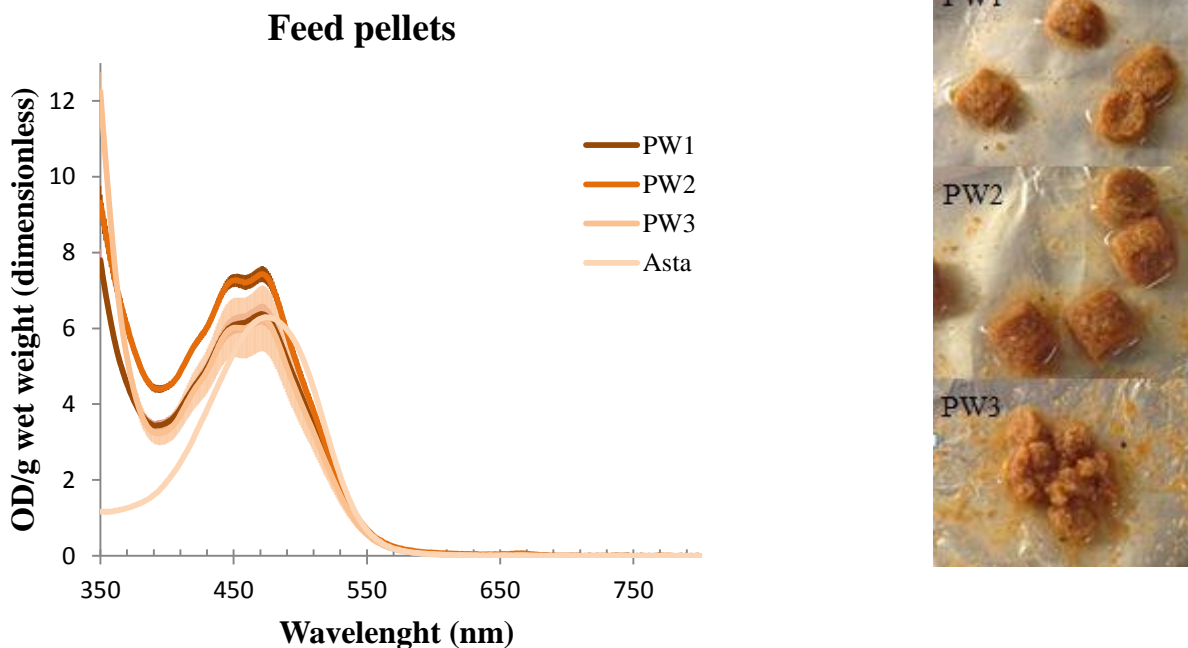 Feed pellets
OD/g wet weight (dimensionless)
12
10
8
6
4
2
0
350
450
550
650
750
Wavelenght (nm)
PW1
PW2
PW3
Asta
PW1
PW2
PW3